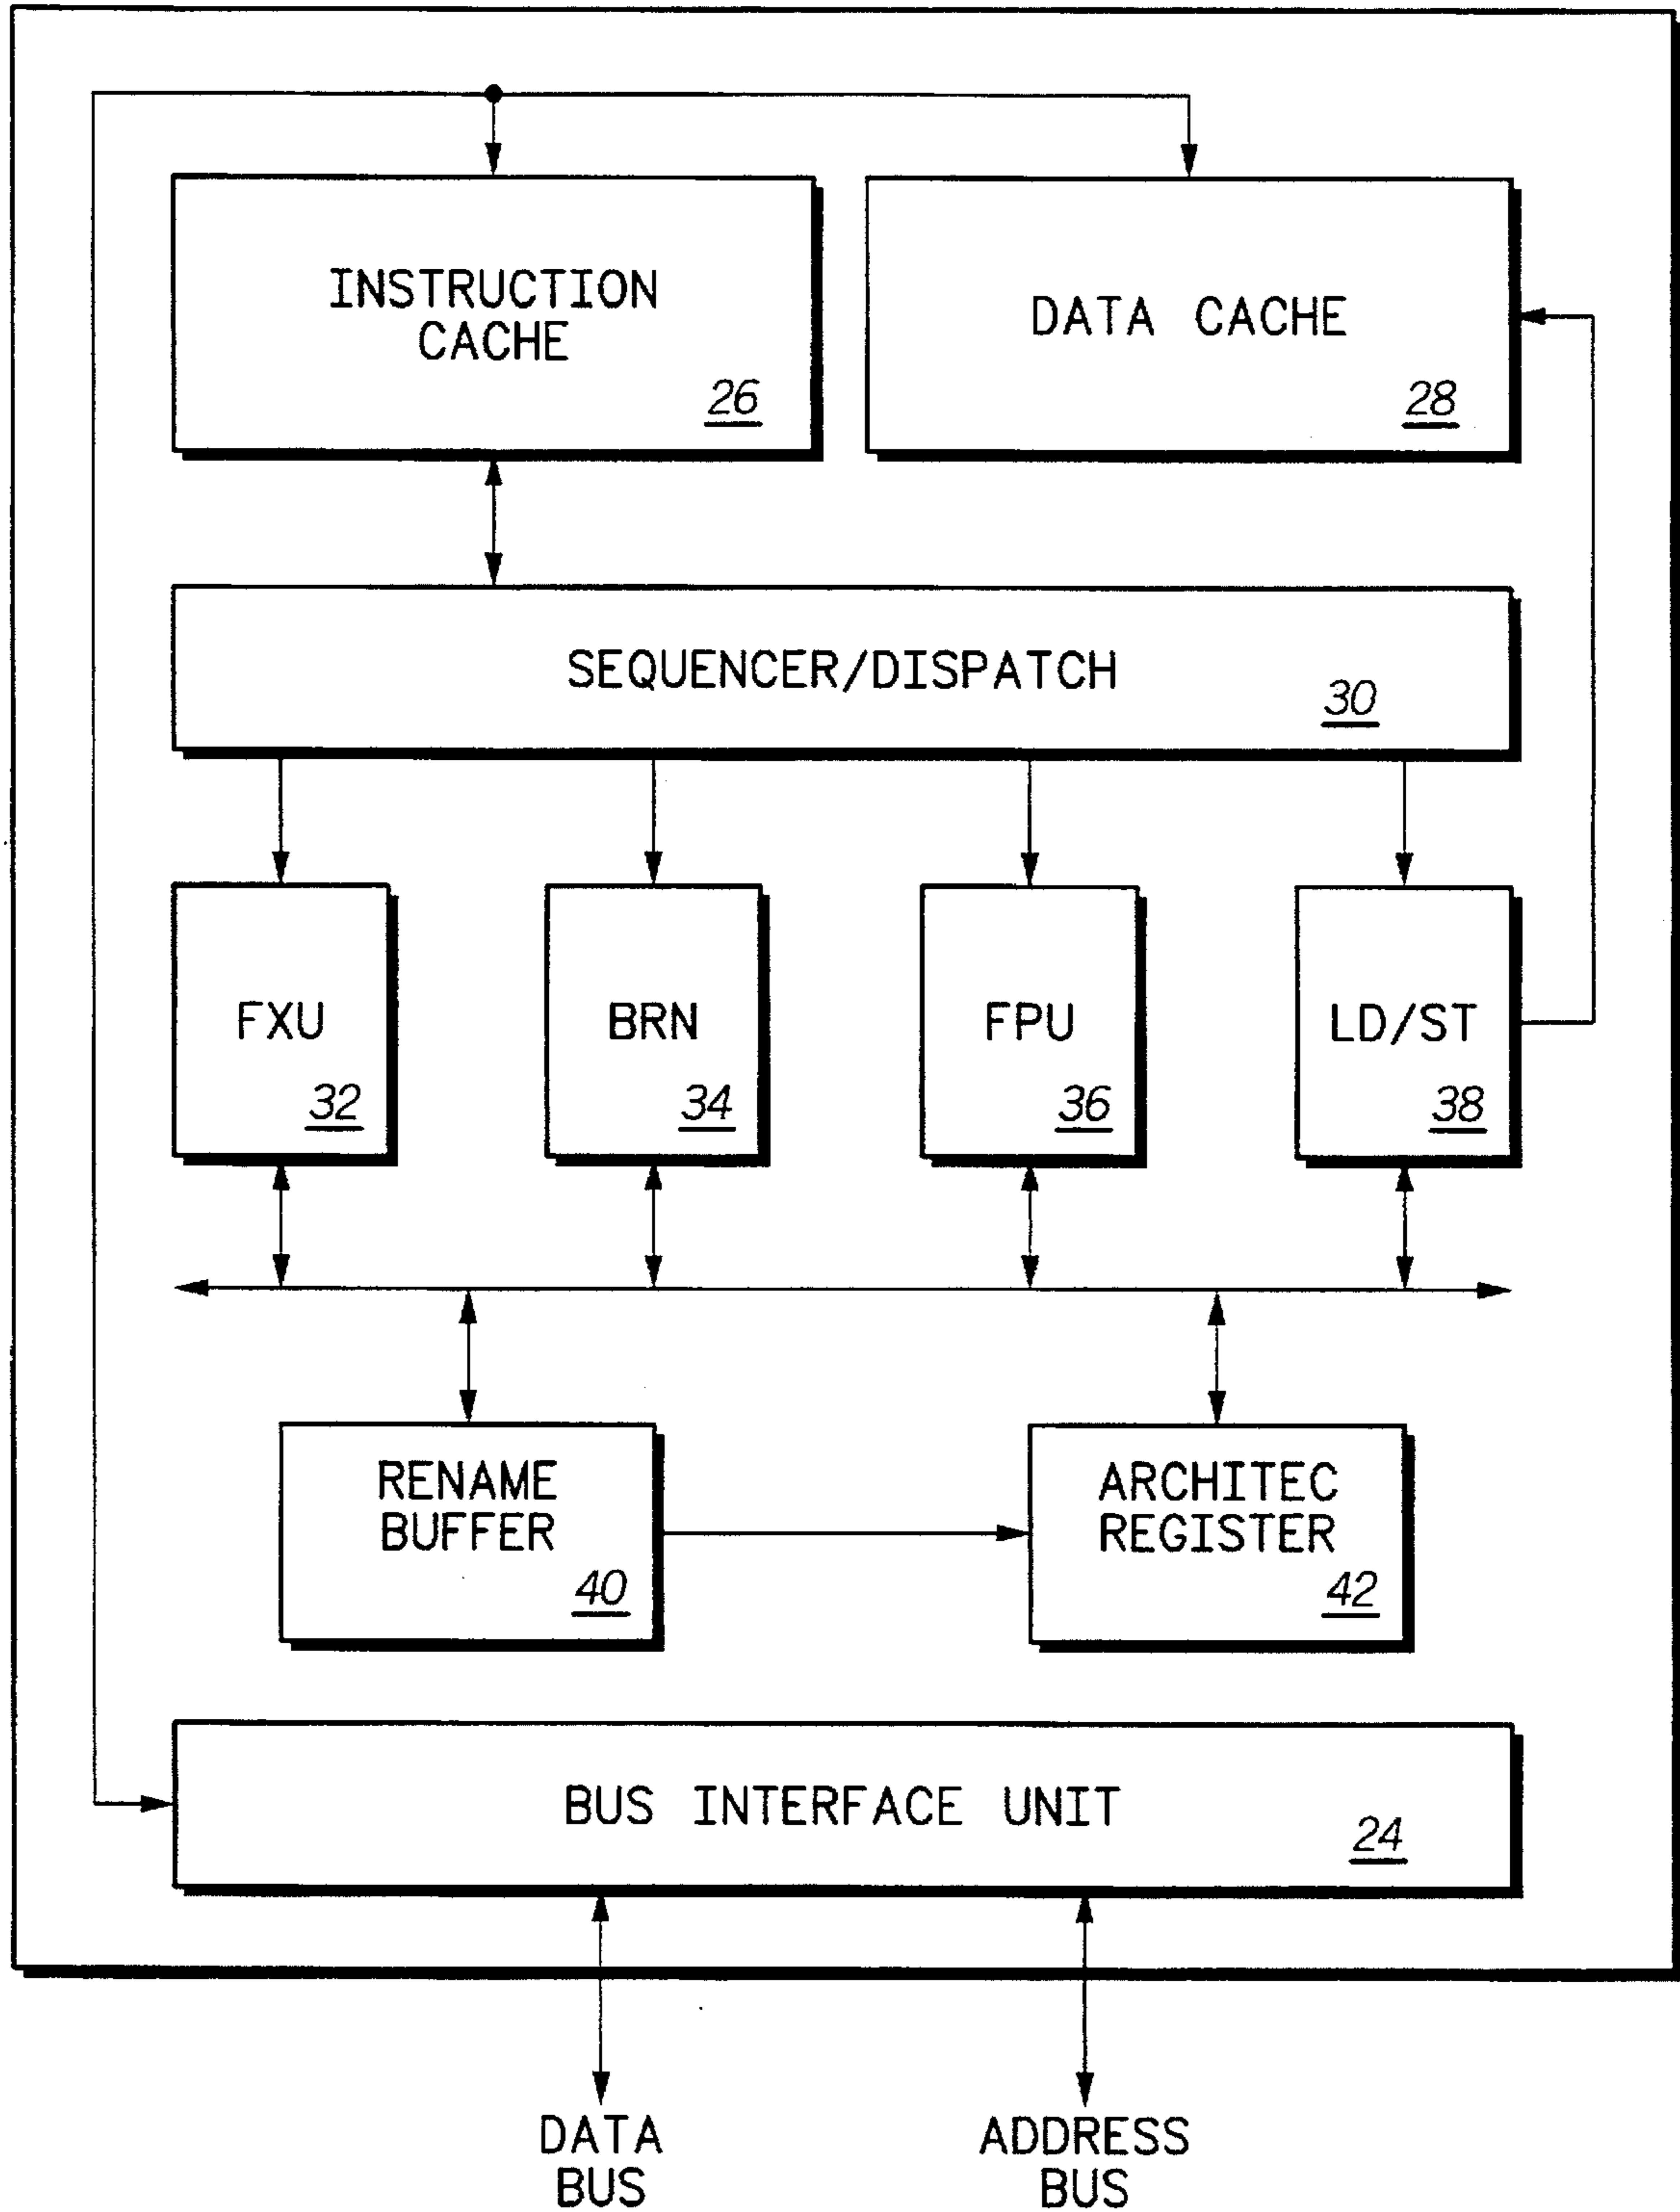 INSTRUCTION
CACHE
26
DATA CACHE
28
SEQUENCER/DISPATCH
30
FXU
32
BRN
34
FPU
36
LD/ST
38
RENAME
BUFFER
40
ARCHITEC
REGISTER
42
BUS INTERFACE UNIT
24
DATA
BUS
ADDRESS
BUS